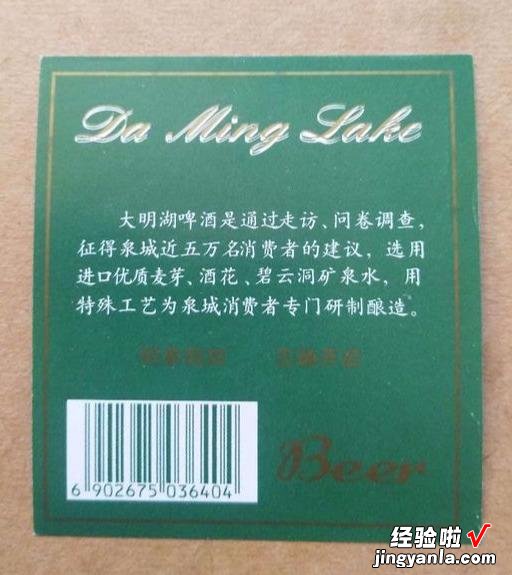 Da Ming Lake
大明湖啤酒是通过走访、问卷调查，
征得泉城近五万名消费者的建议，选用
进口优质麦芽、酒花、碧云洞矿泉水，用
特殊工艺为泉城消费者专门研制酿造。
Beer
6 902675 036404
经验啦√
jingyanla.com